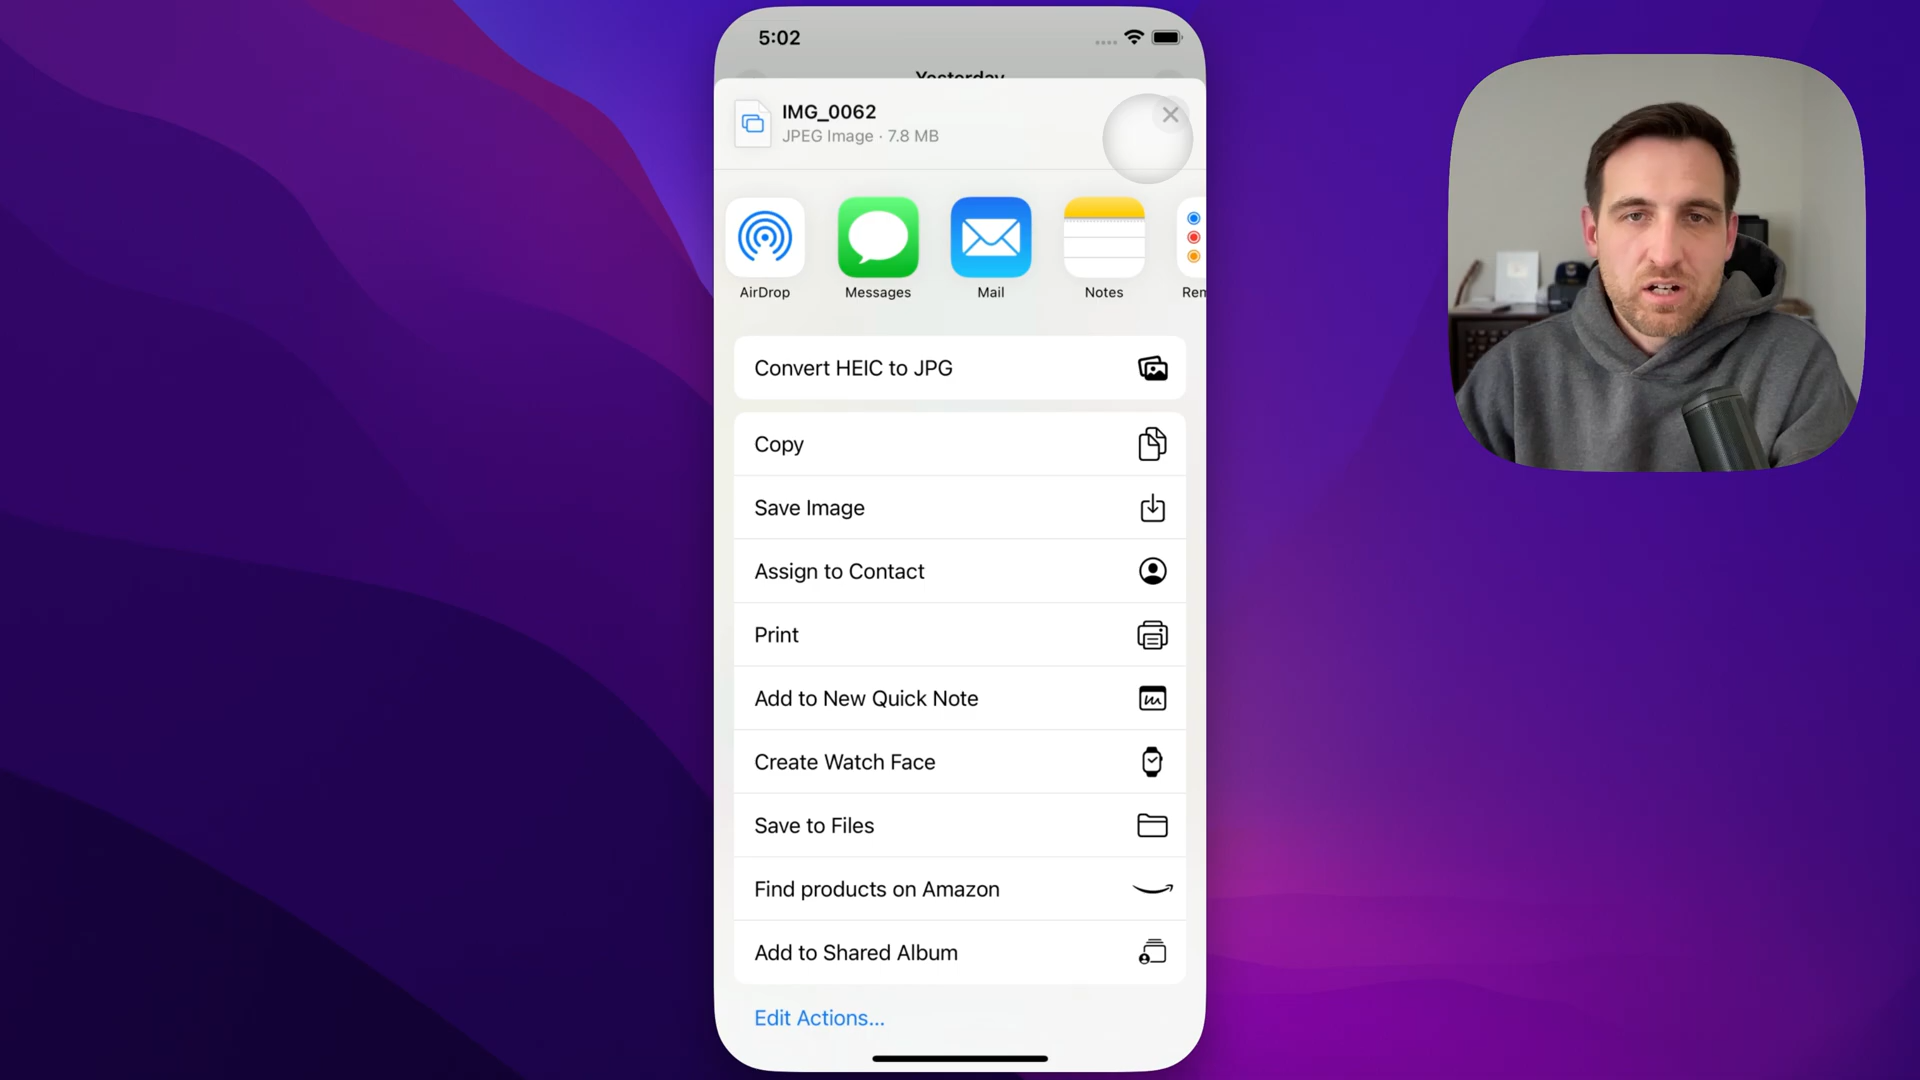 5:02
Yesterday
IMG_0062
JPEG Image · 7.8 MB
AirDrop
Messages
Mail
Notes
Rem
Convert HEIC to JPG
Copy
Save Image
Assign to Contact
Print
Add to New Quick Note
Create Watch Face
Save to Files
Find products on Amazon
Add to Shared Album
Edit Actions...